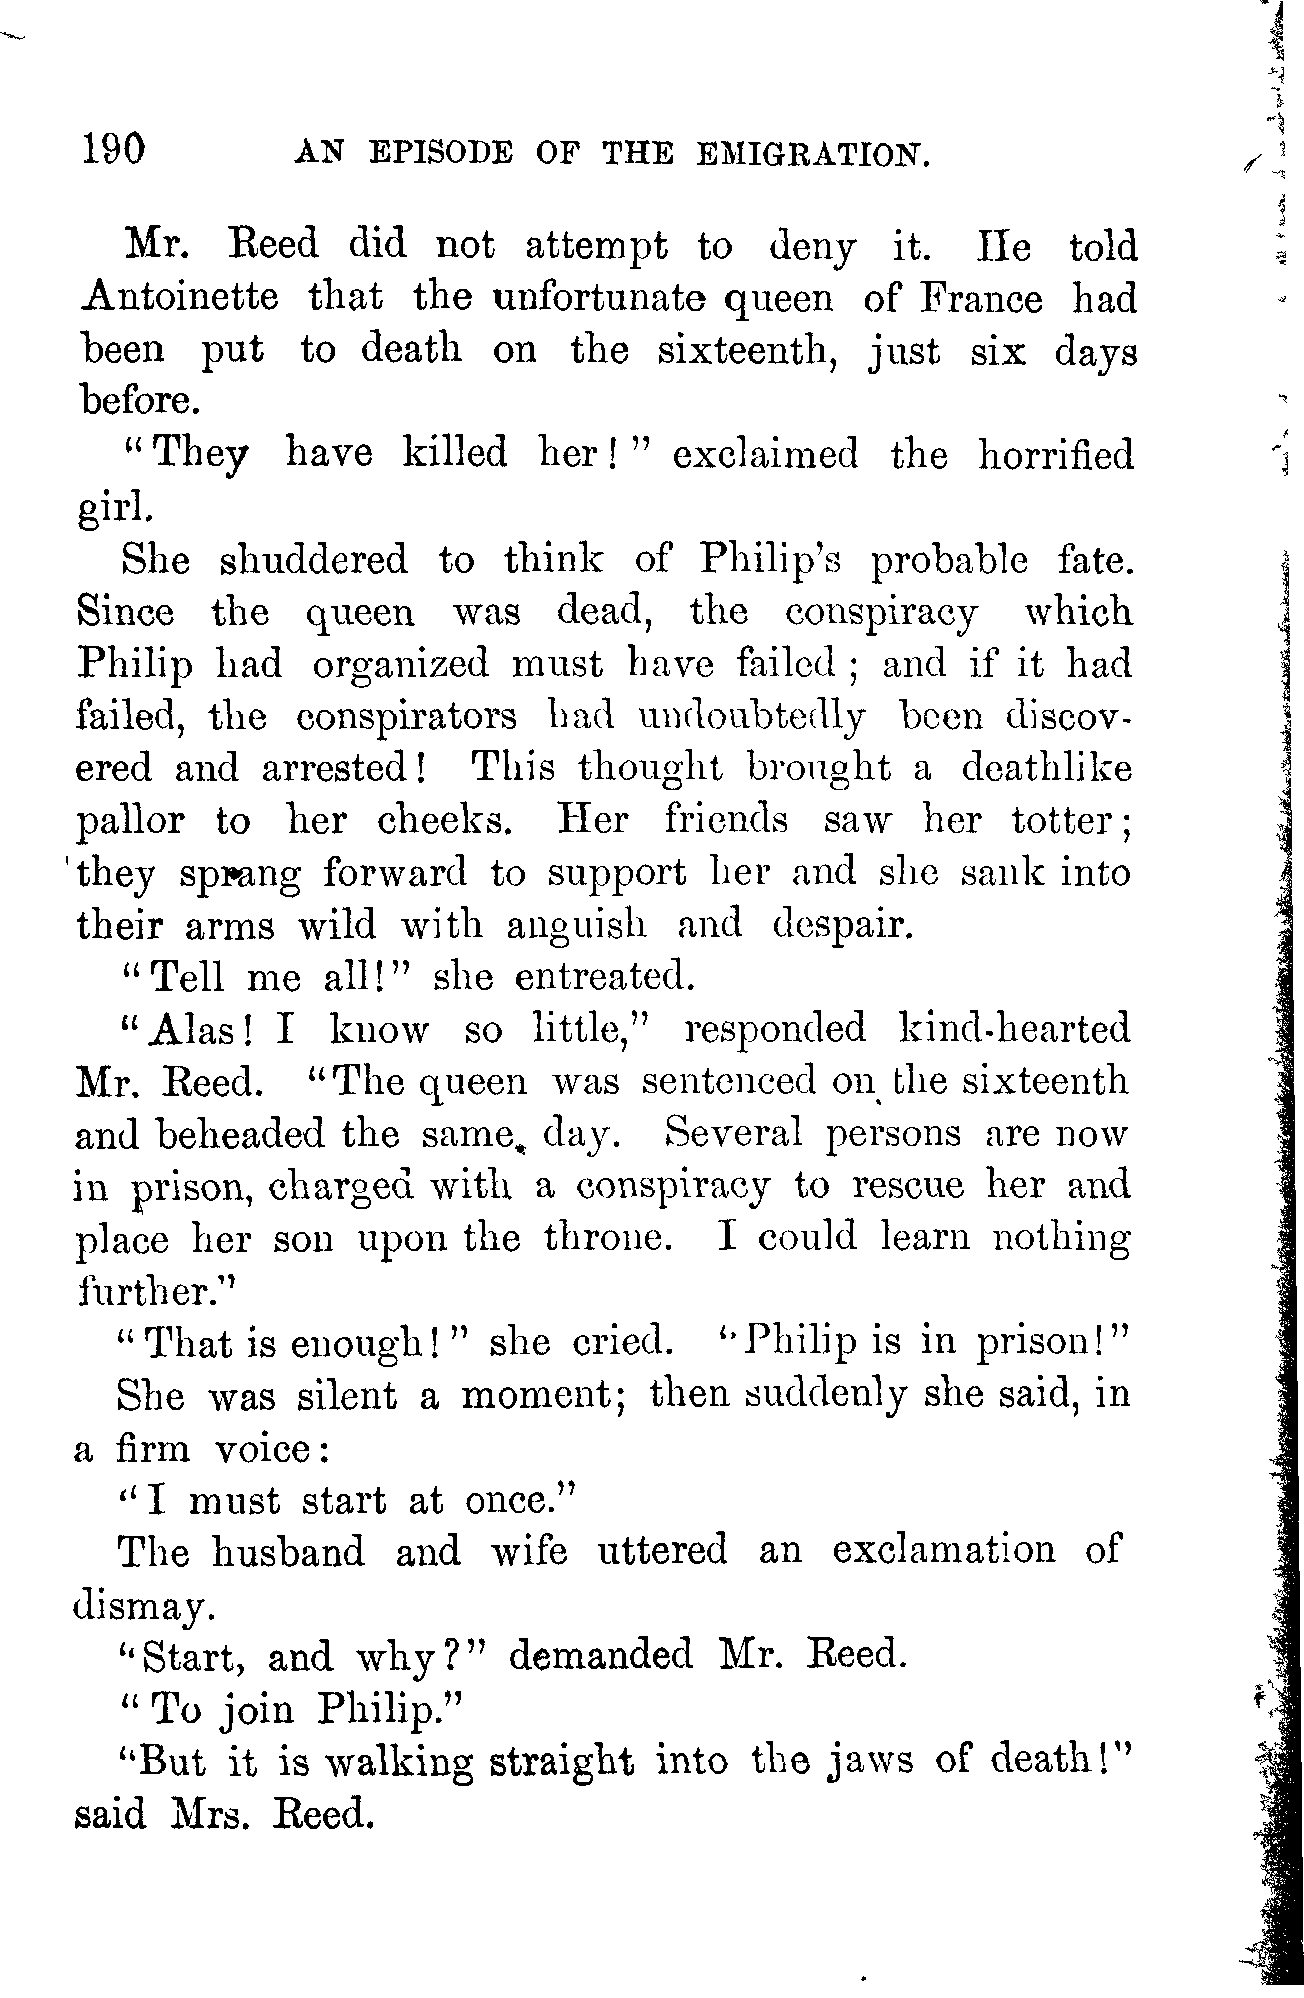 190 AN EPISODE OF THE EMIGRATION.
Mr. Reed did not attempt to deny it. He told
Antoinette that the unfortunate queen of France had
been put to death on the sixteenth, just six days
before.
"They have killed her!" exclaimed the horrified
girl.
She shuddered to think of Philip's probable fate.
Since the queen was dead, the conspiracy which
Philip had organized must have failed; and if it had
failed, the conspirators had undoubtedly been discov-
ered and arrested! This thought brought a deathlike
pallor to her cheeks. Her friends saw her totter;
they sprang forward to support her and she sank into
their arms wild with anguish and despair.
"Tell me all!" she entreated.
"Alas! I know so little," responded kind-hearted
Mr. Reed. "The queen was sentenced on the sixteenth
and beheaded the same day. Several persons are now
in prison, charged with a conspiracy to rescue her and
place her son upon the throne. I could learn nothing
further."
"That is enough!" she cried. "Philip is in prison!"
She was silent a moment; then suddenly she said, in
a firm voice:
"I must start at once."
The husband and wife uttered an exclamation of
dismay.
"Start, and why?" demanded Mr. Reed.
"To join Philip."
"But it is walking straight into the jaws of death!"
said Mrs. Reed.